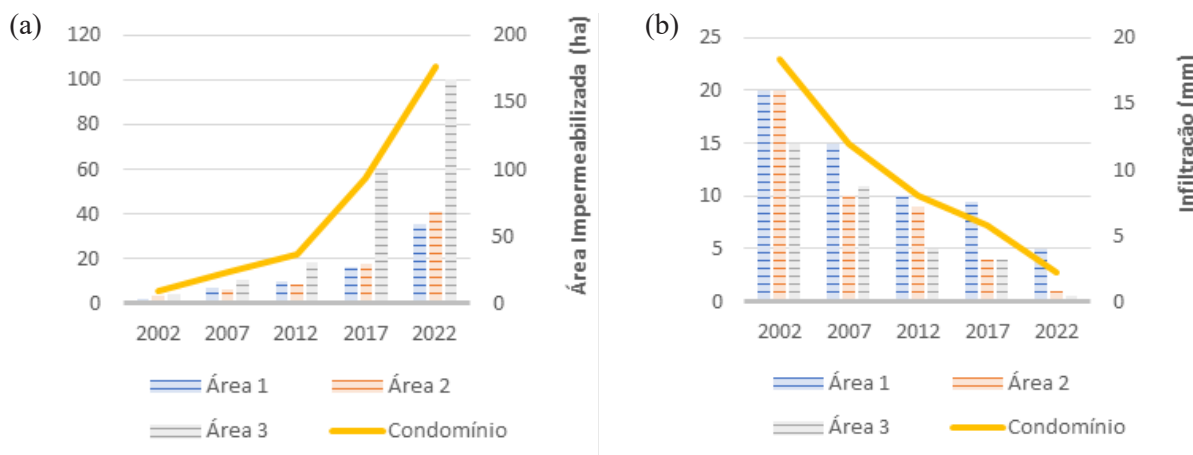 (a)
120
100
80
60
40
20
0
200
150
100
50
0
Área Impermeabilizada (ha)
2002 2007 2012 2017 2022
Área 1 Área 2
Área 3 Condomínio
(b)
25
20
15
10
5
0
20
15
10
5
0
Infiltração (mm)
2002 2007 2012 2017 2022
Área 1 Área 2
Área 3 Condomínio